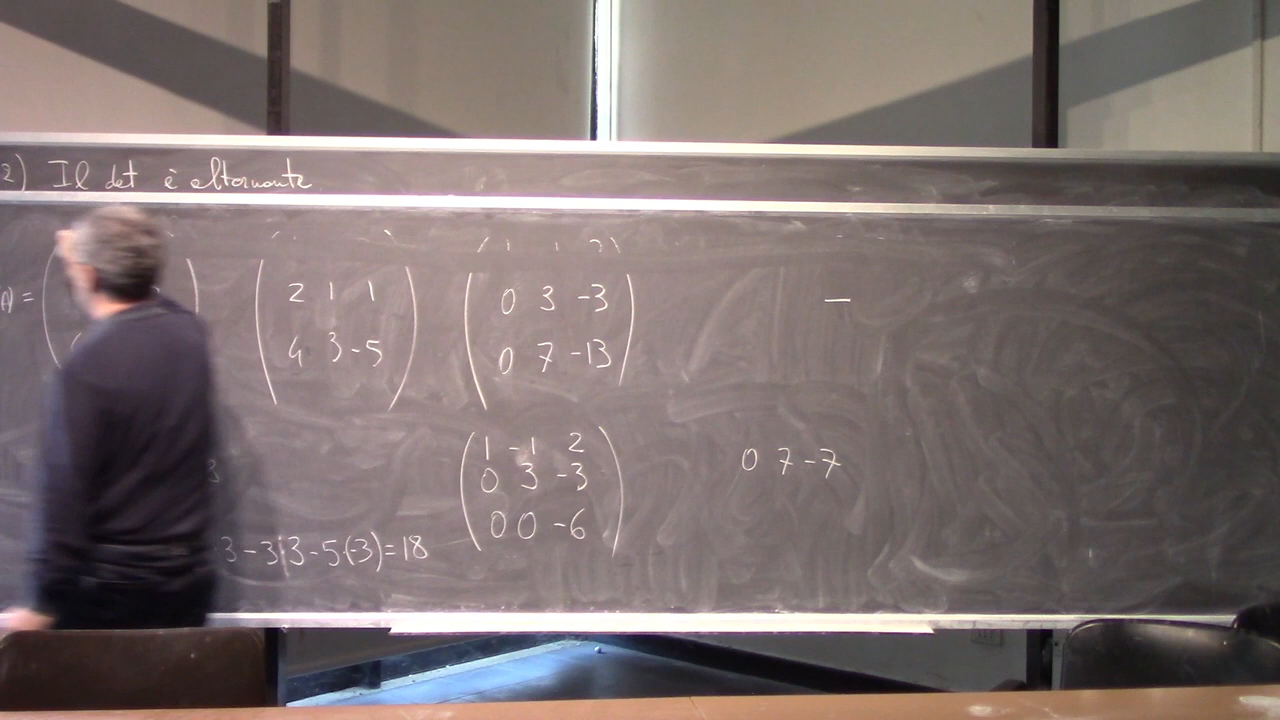 2) Il det è alternante
2 1 1
4 3 -5
0 3 -3
0 7 -13
—
1 -1 2
0 3 -3
0 0 -6
0 7 -7
3 - 3
3 - 5(-3) = 18